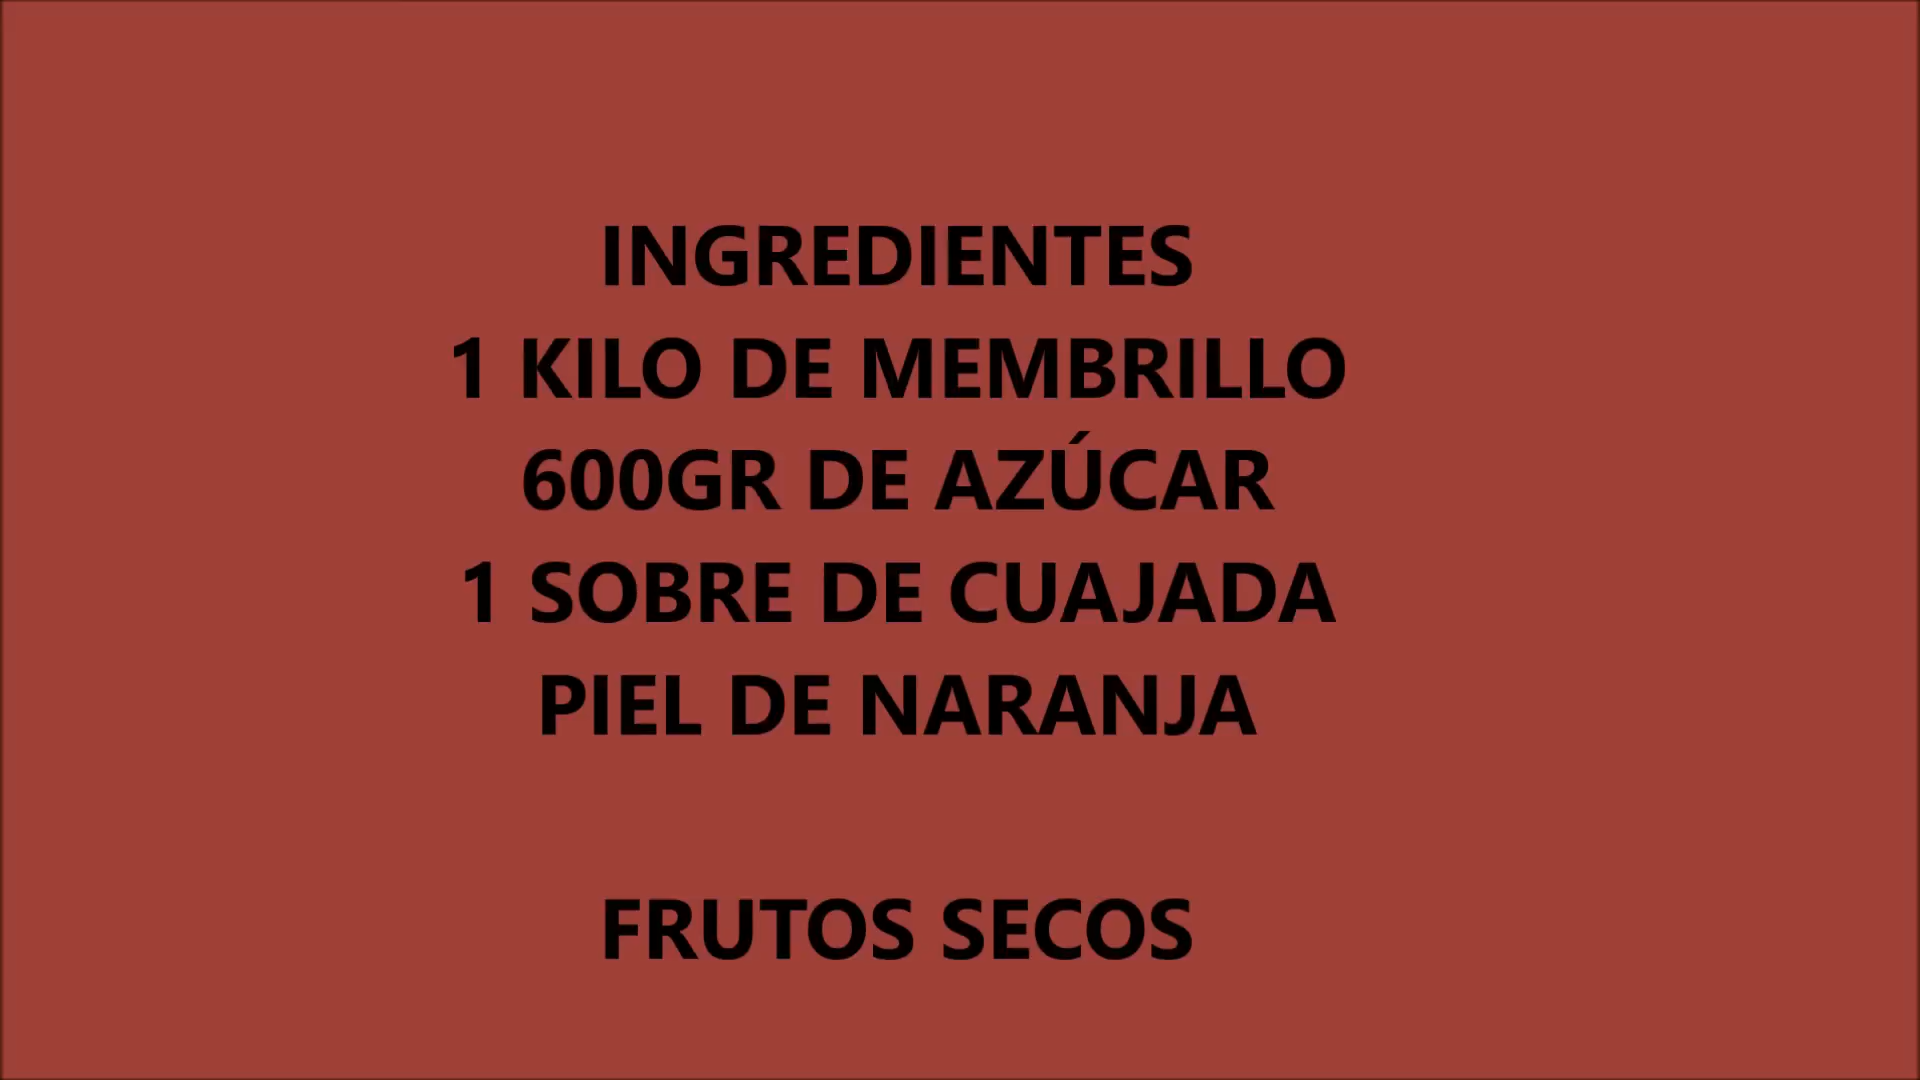 INGREDIENTES
1 KILO DE MEMBRILLO
600GR DE AZÚCAR
1 SOBRE DE CUAJADA
PIEL DE NARANJA
FRUTOS SECOS